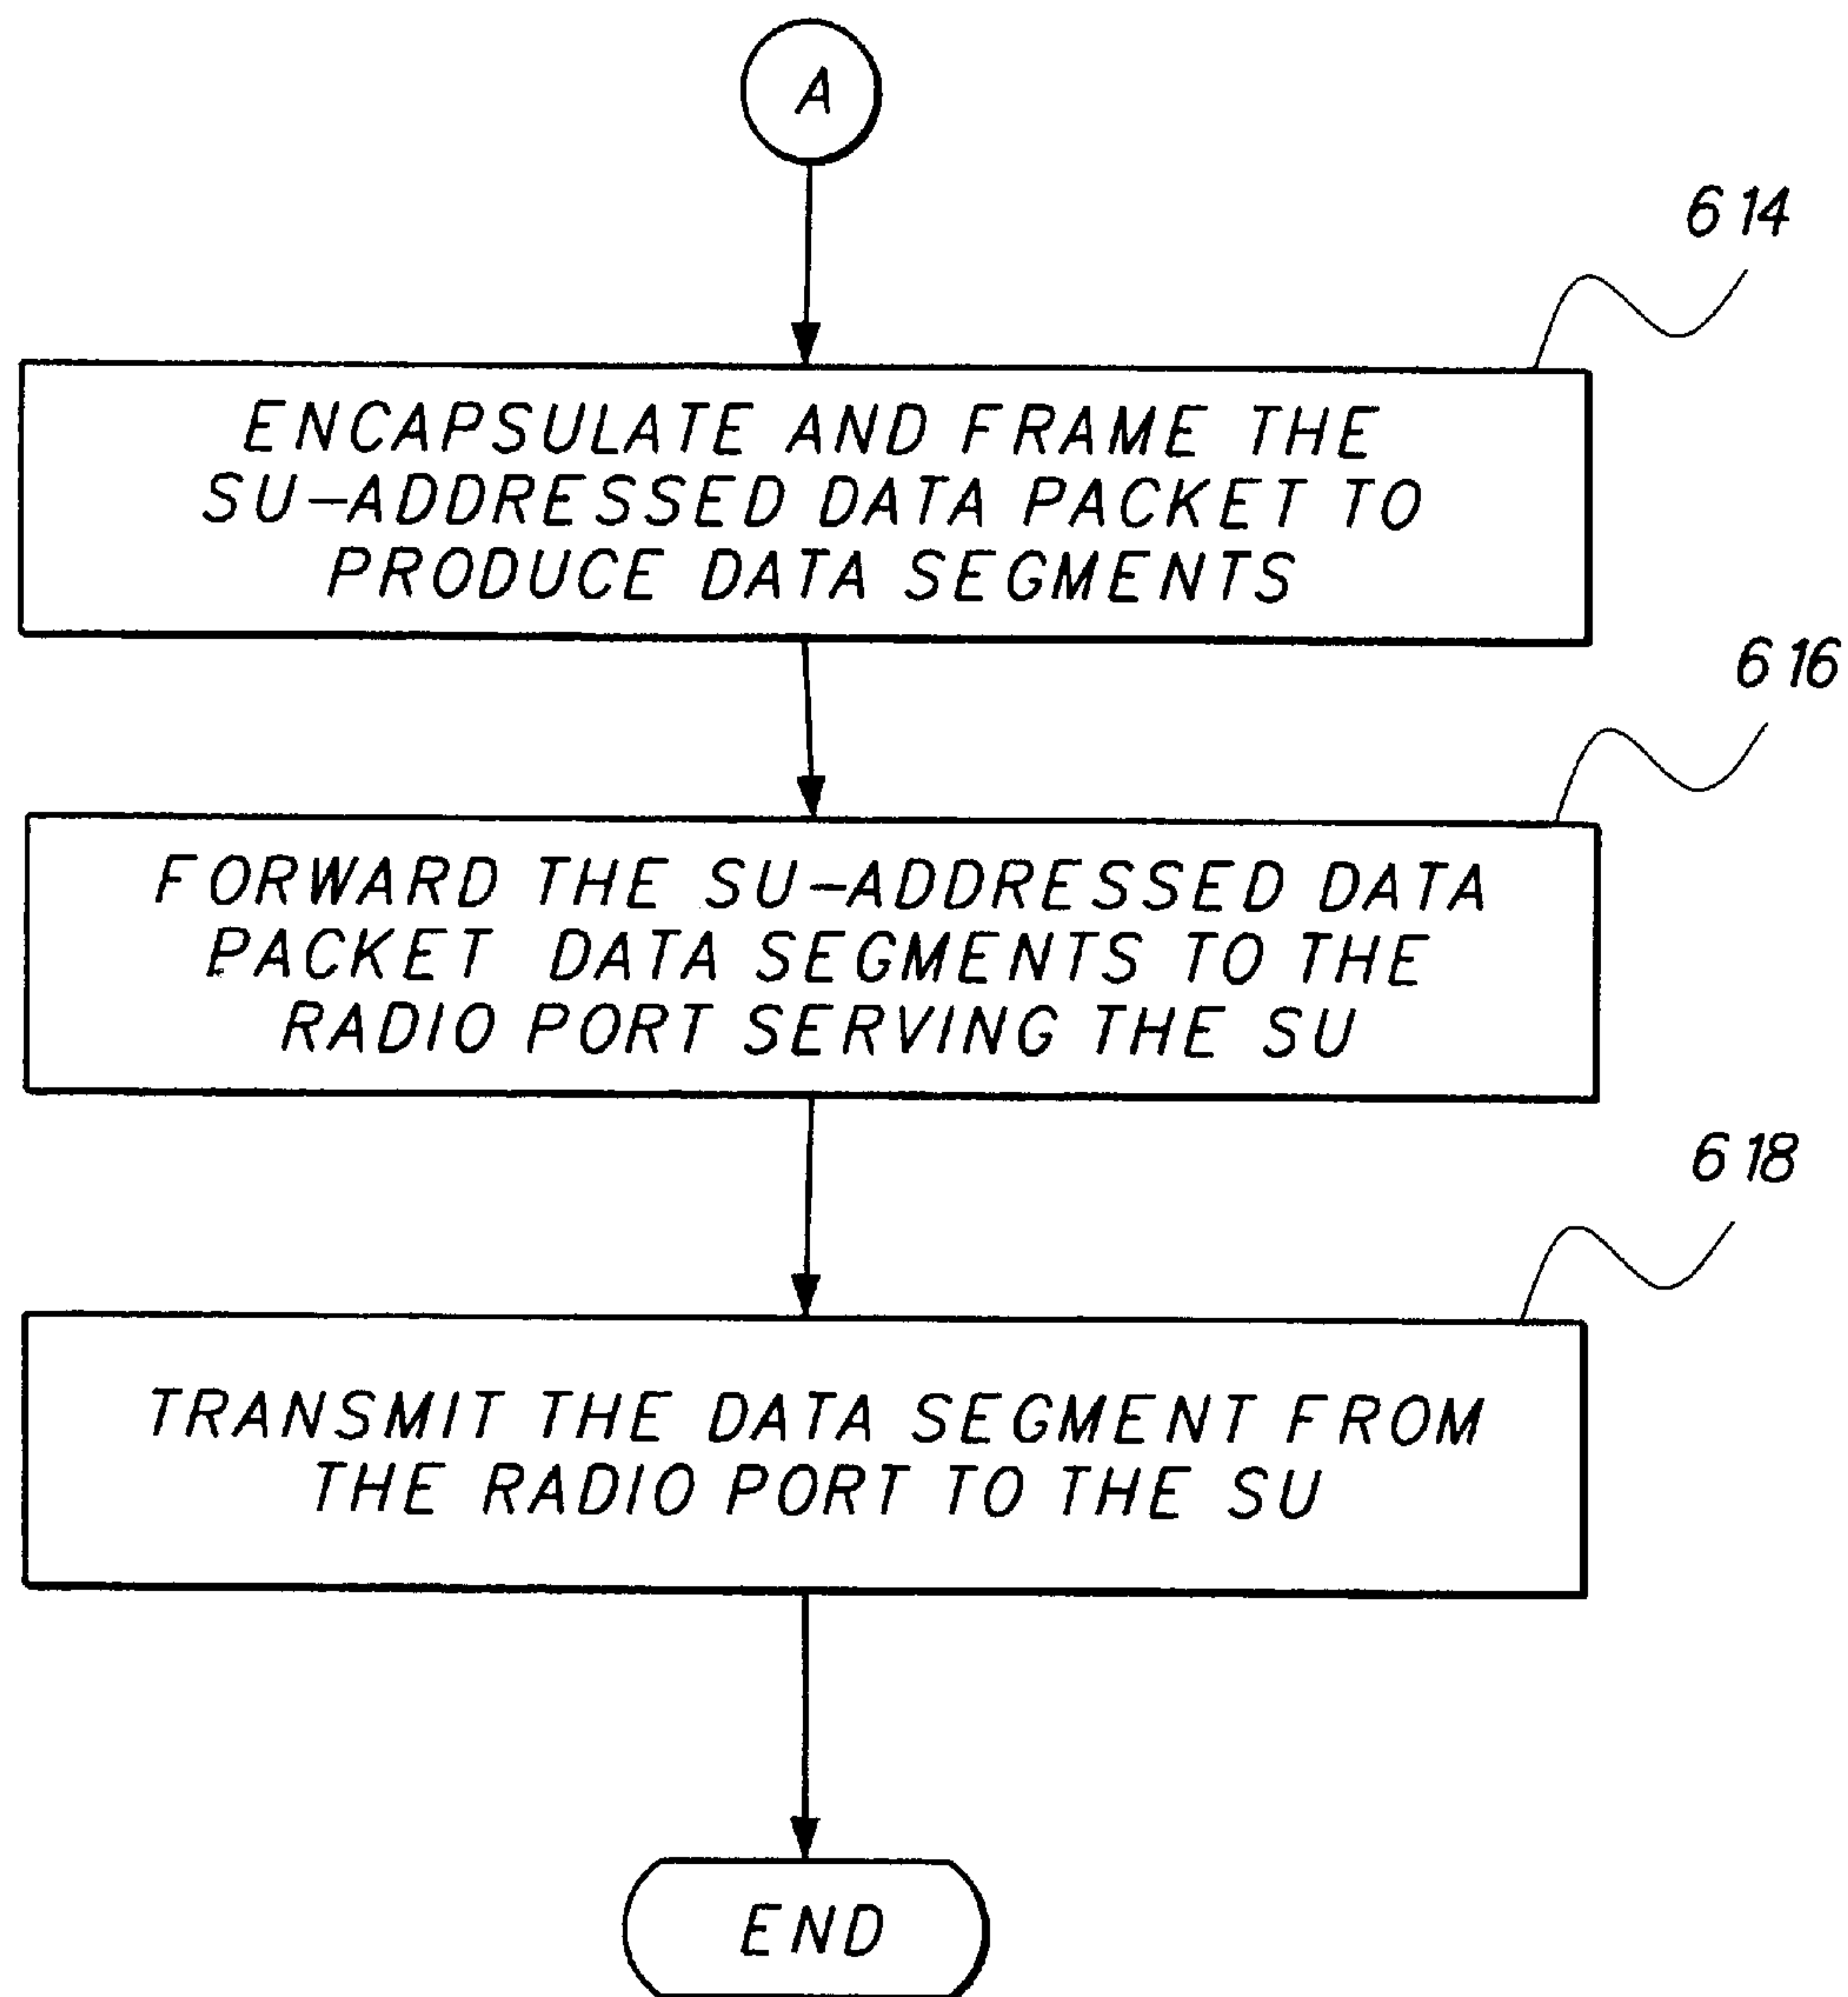 A
614
ENCAPSULATE AND FRAME THE
SU-ADDRESSED DATA PACKET TO
PRODUCE DATA SEGMENTS
616
FORWARD THE SU-ADDRESSED DATA
PACKET DATA SEGMENTS TO THE
RADIO PORT SERVING THE SU
618
TRANSMIT THE DATA SEGMENT FROM
THE RADIO PORT TO THE SU
END